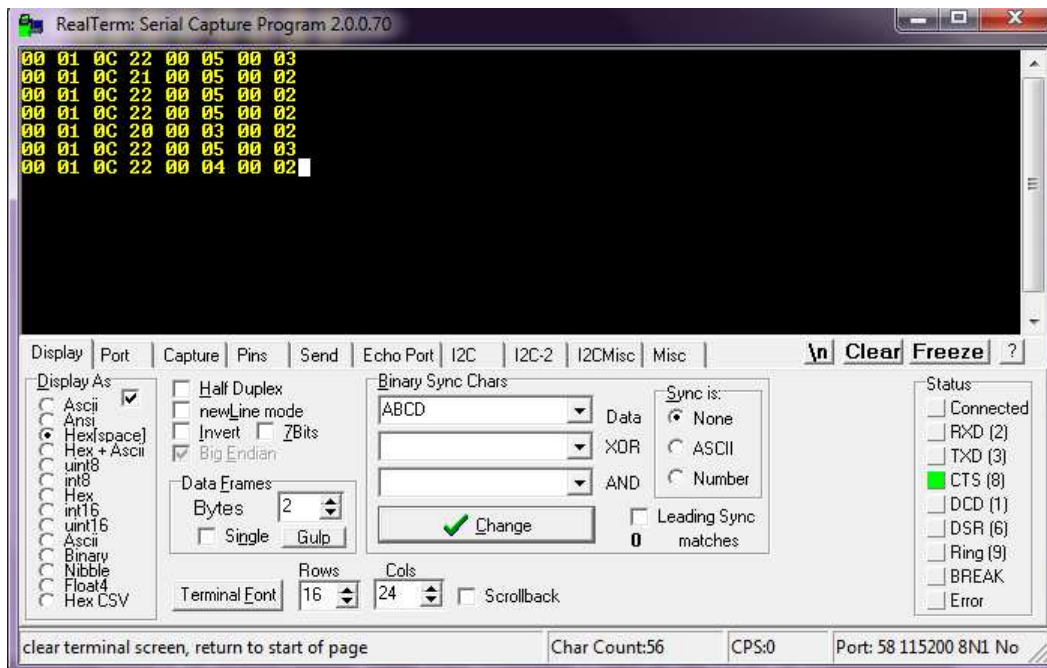 RealTerm: Serial Capture Program 2.0.0.70
00 01 0C 22 00 05 00 03
00 01 0C 21 00 05 00 02
00 01 0C 22 00 05 00 02
00 01 0C 22 00 05 00 02
00 01 0C 20 00 03 00 02
00 01 0C 22 00 05 00 03
00 01 0C 22 00 04 00 02
Display Port Capture Pins Send Echo Port I2C I2C-2 I2CMisc Misc \n Clear Freeze ?
Display As
Ascii
Ansi
Hex[space]
Hex + Ascii
uint8
int8
Hex
int16
uint16
Ascii
Binary
Nibble
Float4
Hex CSV
Half Duplex
newLine mode
Invert 7Bits
Big Endian
Data Frames
Bytes 2
Single Gulp
Rows Cols
Terminal Font 16 24 Scrollback
Binary Sync Chars
ABCD Data
XOR
AND
Change
Sync is:
None
ASCII
Number
Leading Sync
0 matches
Status
Connected
RXD (2)
TXD (3)
CTS (8)
DCD (1)
DSR (6)
Ring (9)
BREAK
Error
clear terminal screen, return to start of page Char Count:56 CPS:0 Port: 58 115200 8N1 No